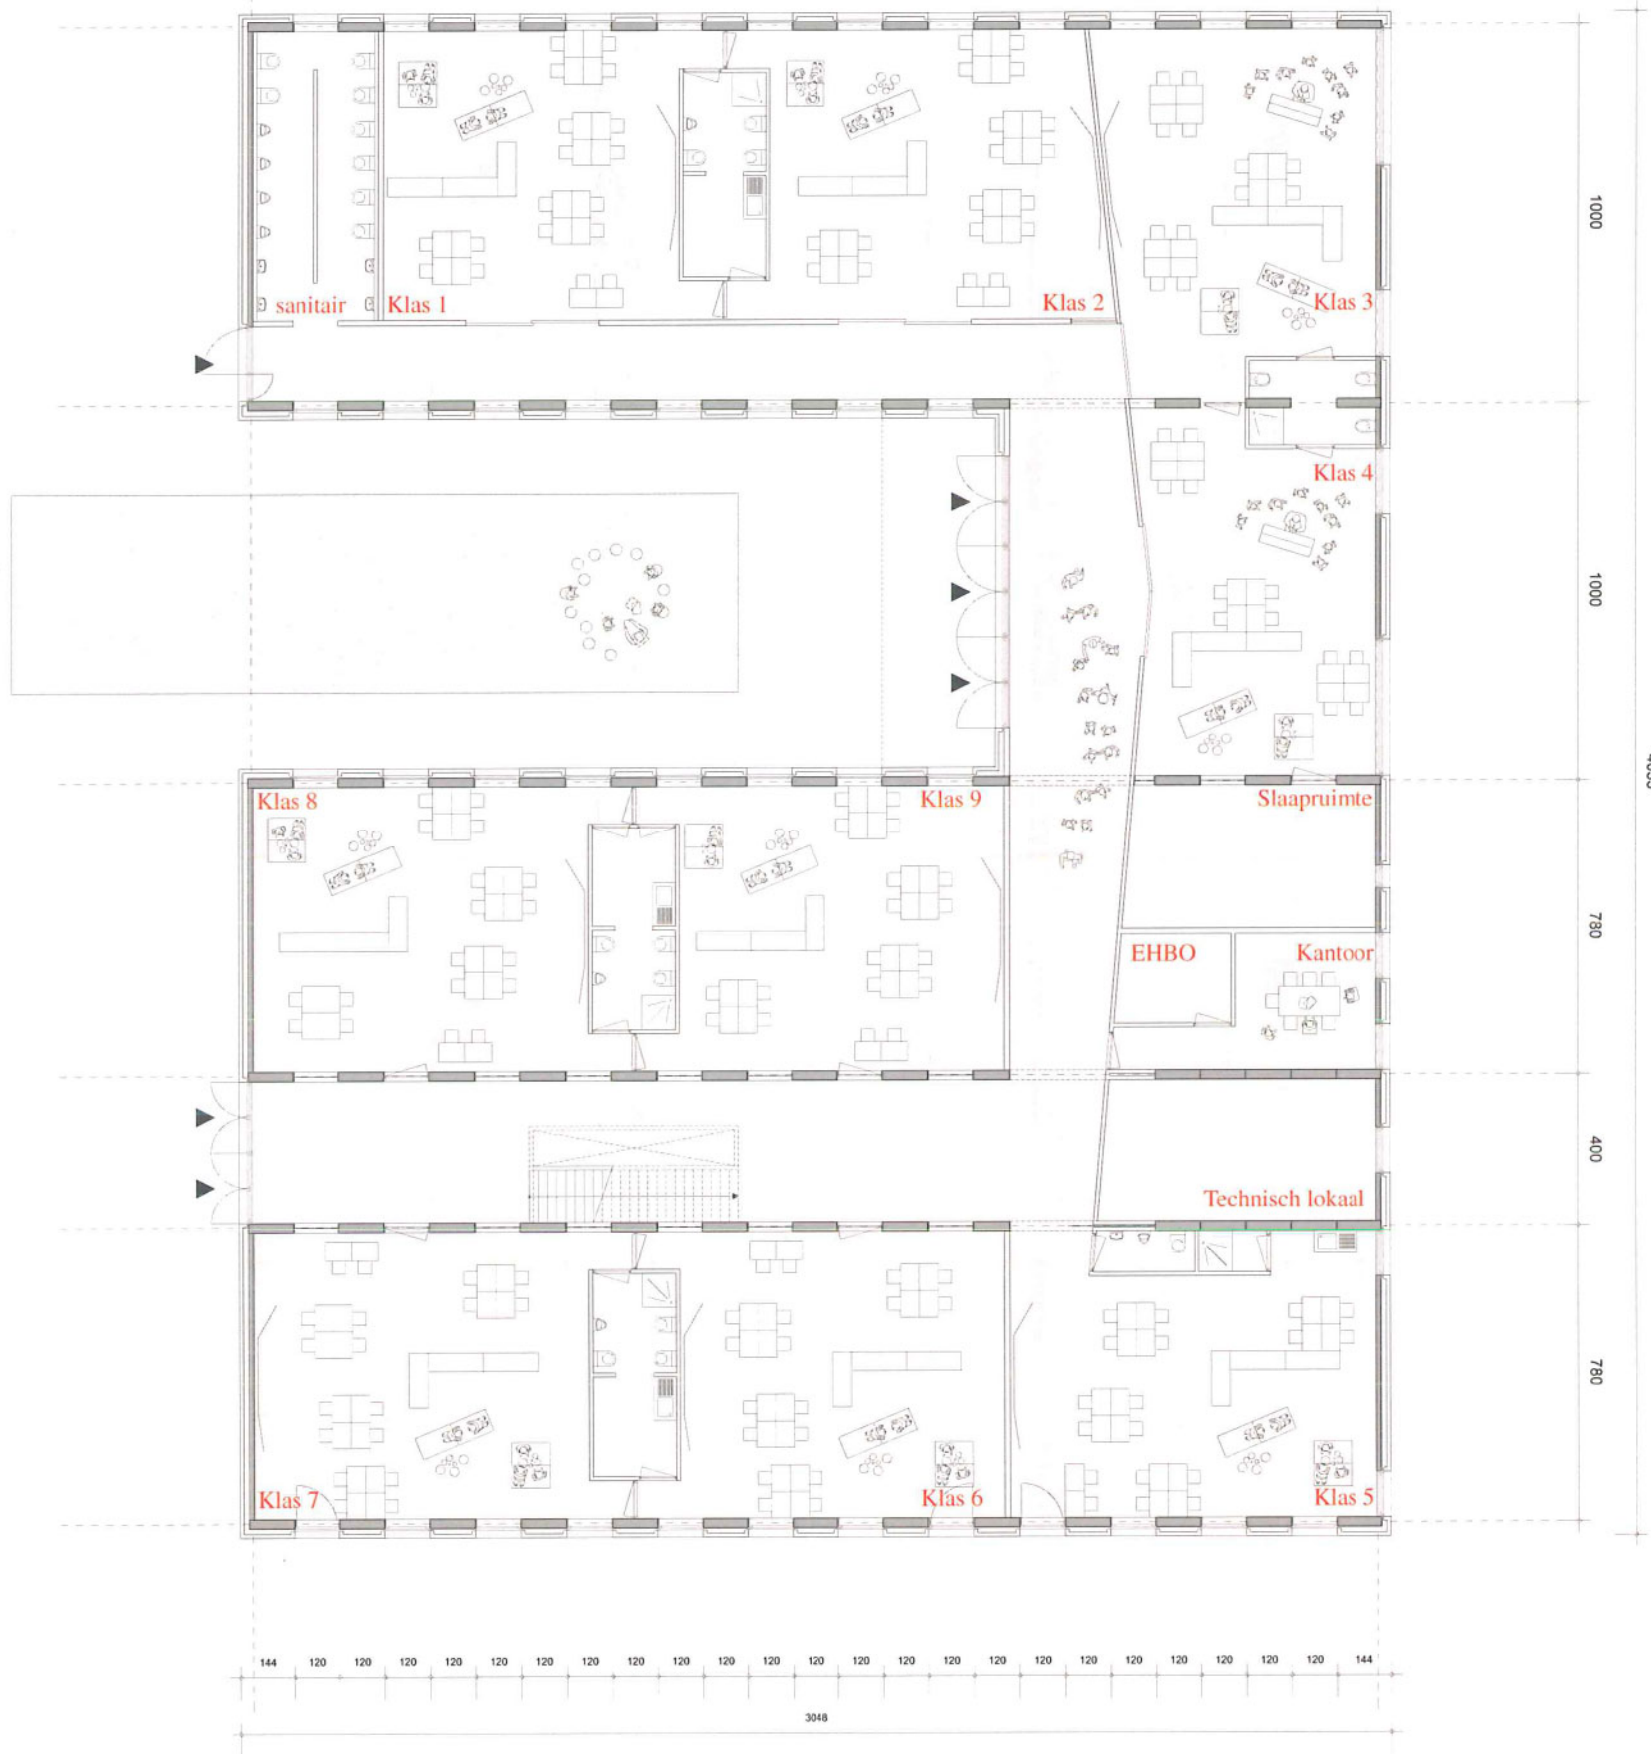 sanitair
Klas 1
Klas 2
Klas 3
1000
Klas 4
1000
Klas 8
Klas 9
Slaapruimte
EHBO
Kantoor
780
400
Technisch lokaal
780
Klas 7
Klas 6
Klas 5
144 120 120 120 120 120 120 120 120 120 120 120 120 120 120 120 120 120 120 120 120 120 120 120 144
3048